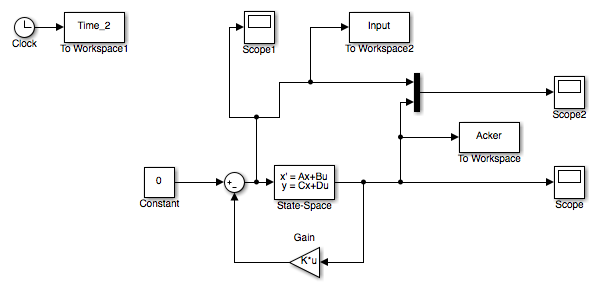 Time_2
Clock
To Workspace1
Scope1
Input
To Workspace2
Scope2
Acker
To Workspace
0
Constant
+
_
x' = Ax+Bu
y = Cx+Du
State-Space
Scope
Gain
K*u